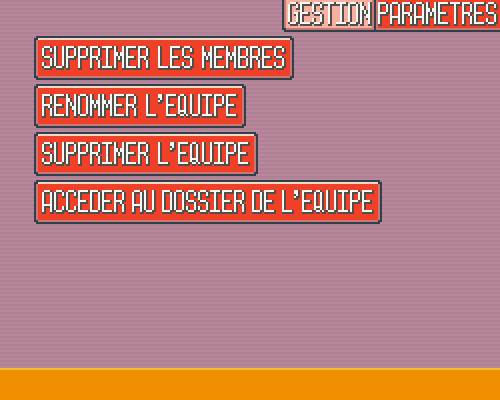 GESTION PARAMETRES
SUPPRIMER LES MEMBRES
RENOMMER L'EQUIPE
SUPPRIMER L'EQUIPE
ACCEDER AU DOSSIER DE L'EQUIPE